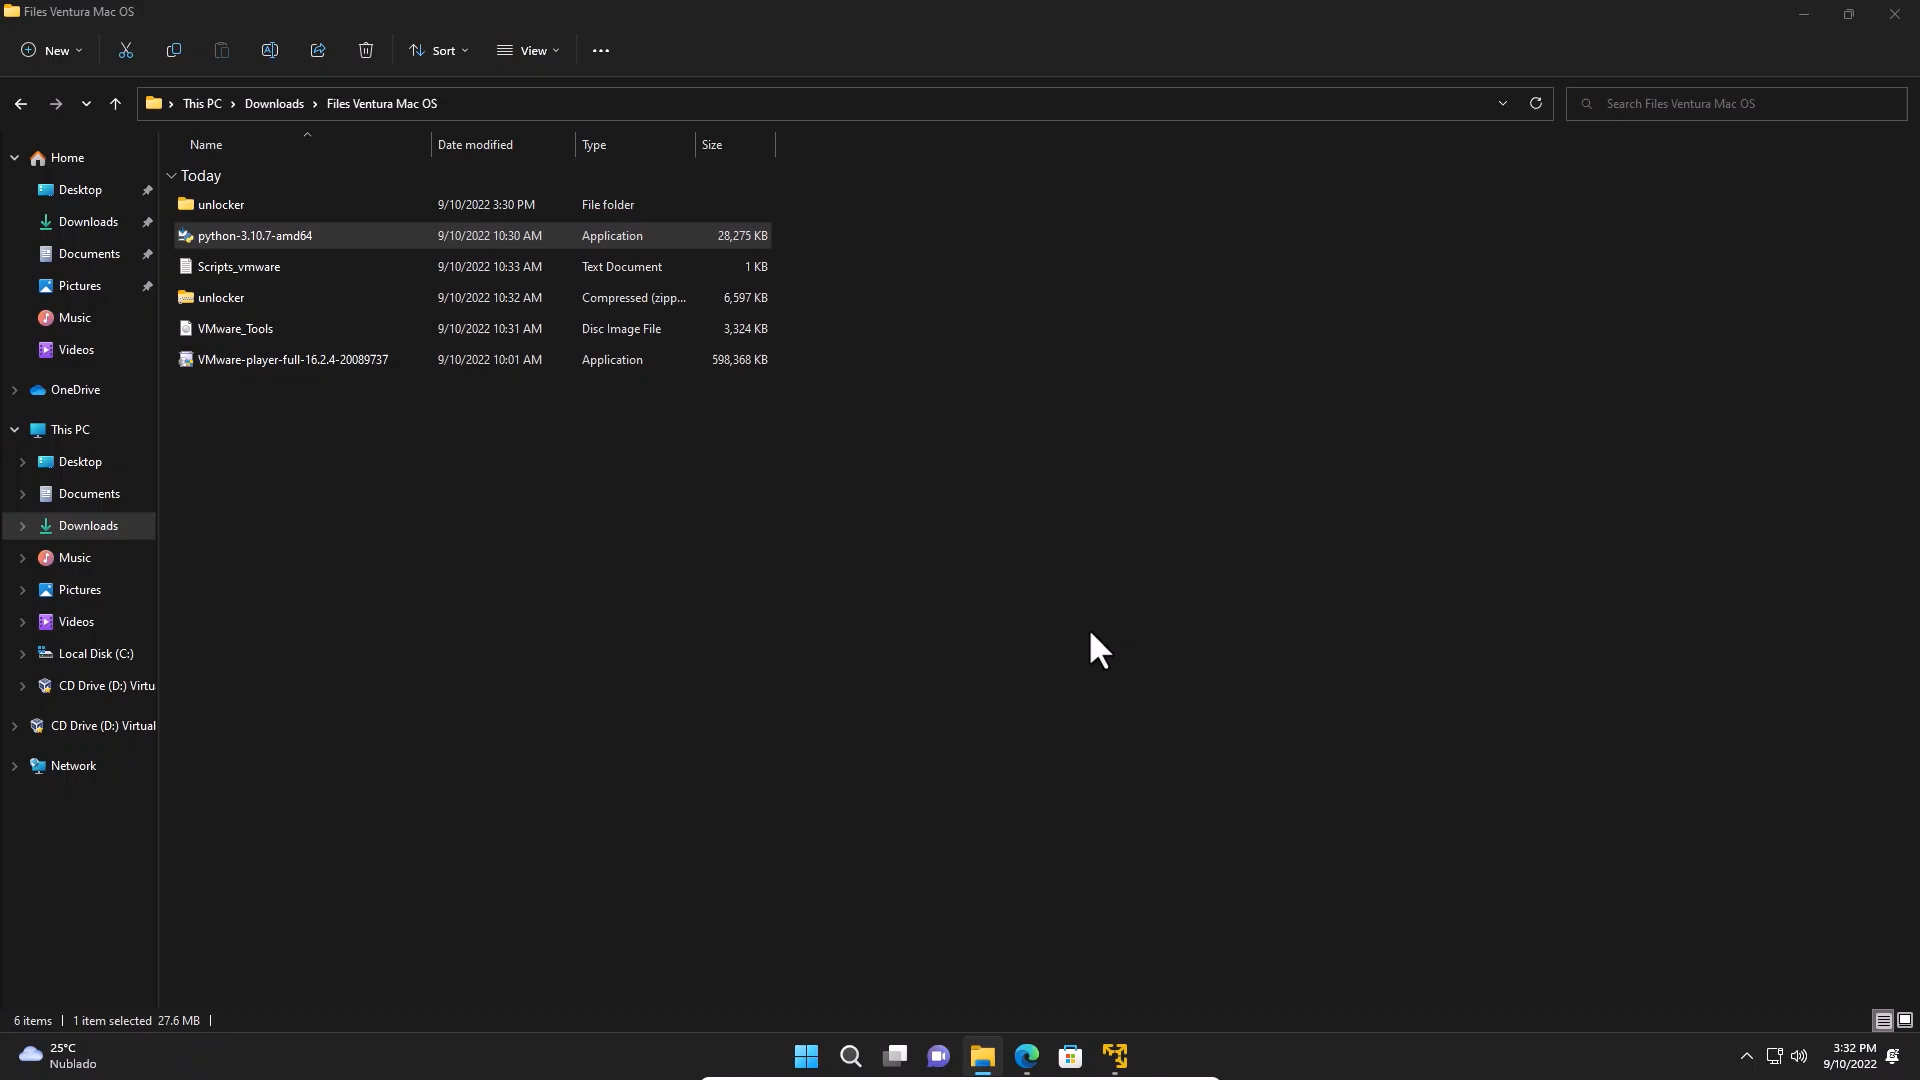 Files Ventura Mac OS
New
Sort
View
This PC > Downloads > Files Ventura Mac OS
Search Files Ventura Mac OS
Name Date modified Type Size
Today
unlocker 9/10/2022 3:30 PM File folder
python-3.10.7-amd64 9/10/2022 10:30 AM Application 28,275 KB
Scripts_vmware 9/10/2022 10:33 AM Text Document 1 KB
unlocker 9/10/2022 10:32 AM Compressed (zipp... 6,597 KB
VMware_Tools 9/10/2022 10:31 AM Disc Image File 3,324 KB
VMware-player-full-16.2.4-20089737 9/10/2022 10:01 AM Application 598,368 KB
Home
Desktop
Downloads
Documents
Pictures
Music
Videos
OneDrive
This PC
Desktop
Documents
Downloads
Music
Pictures
Videos
Local Disk (C:)
CD Drive (D:) Virtu
CD Drive (D:) Virtual
Network
6 items | 1 item selected 27.6 MB |
25°C
Nublado
3:32 PM
9/10/2022